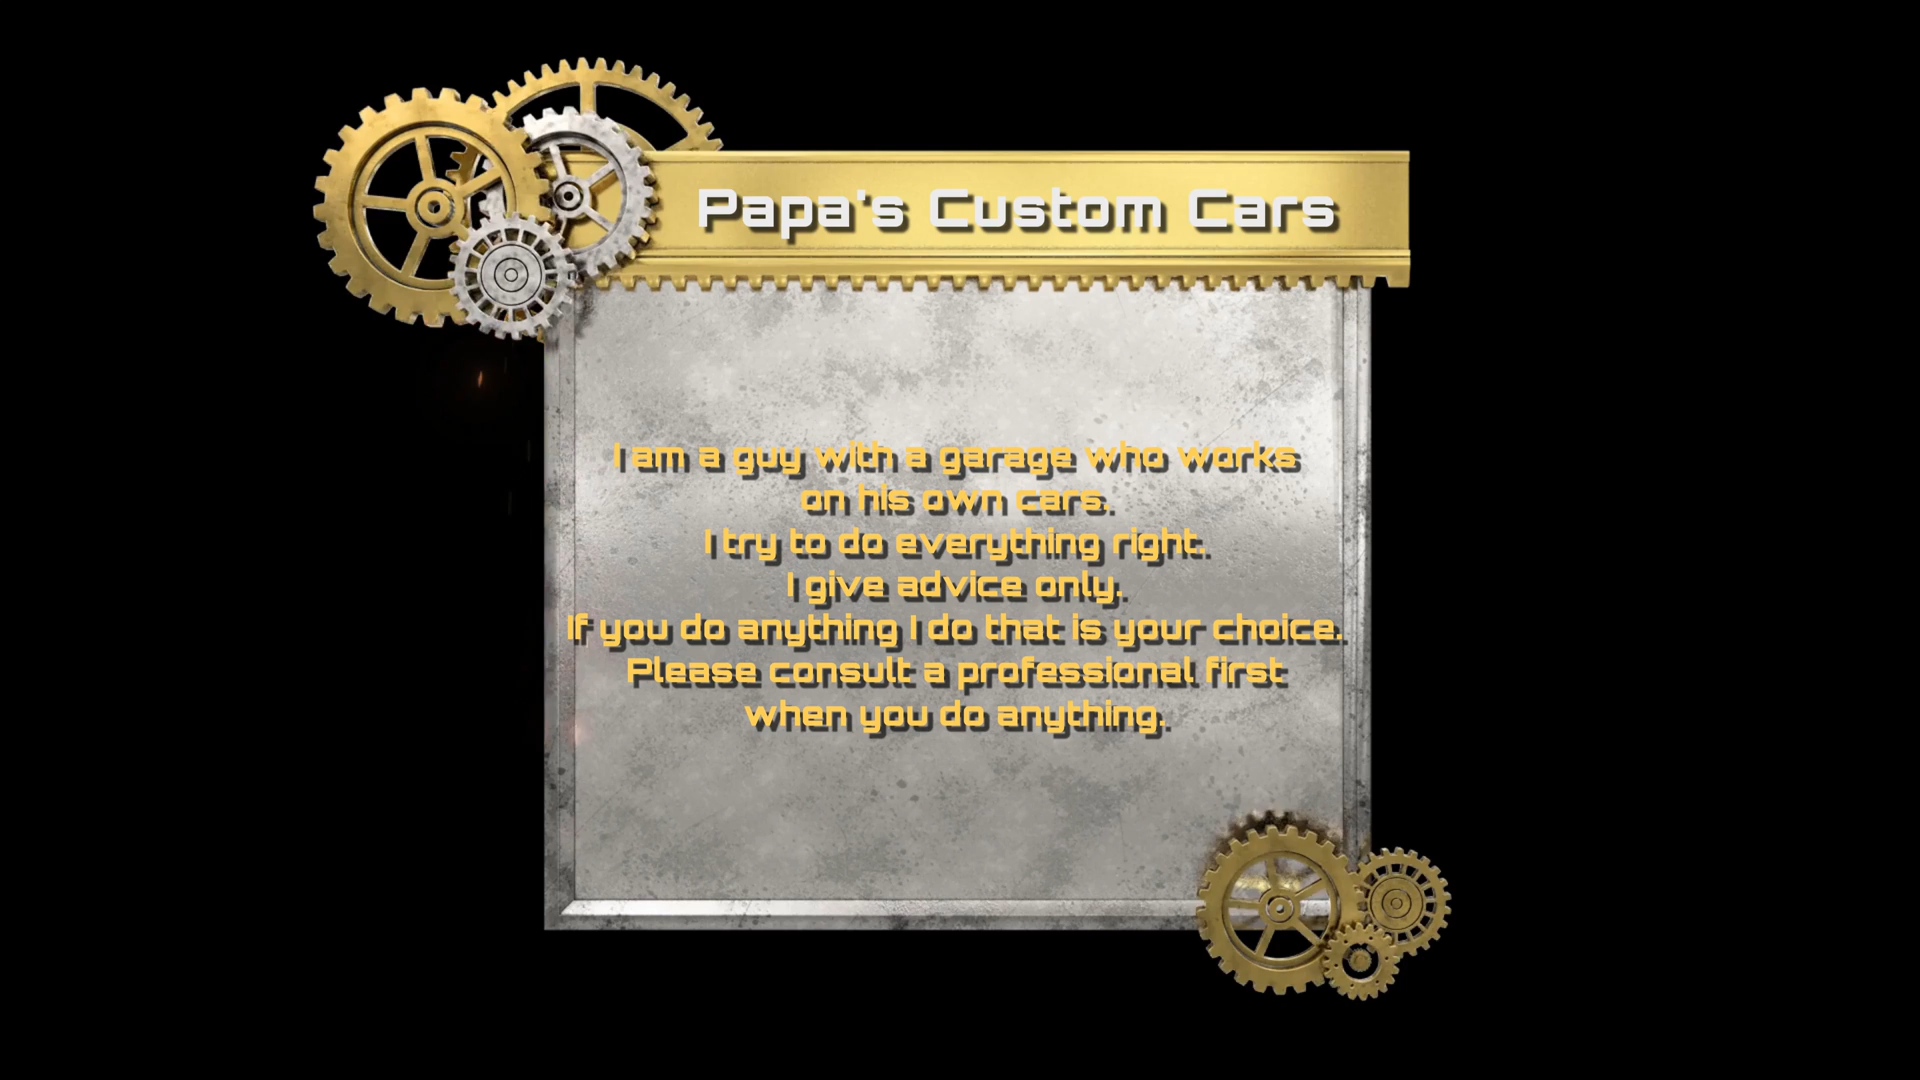 Papa's Custom Cars
I am a guy with a garage who works
on his own cars.
I try to do everything right.
I give advice only.
If you do anything I do that is your choice.
Please consult a professional first
when you do anything.